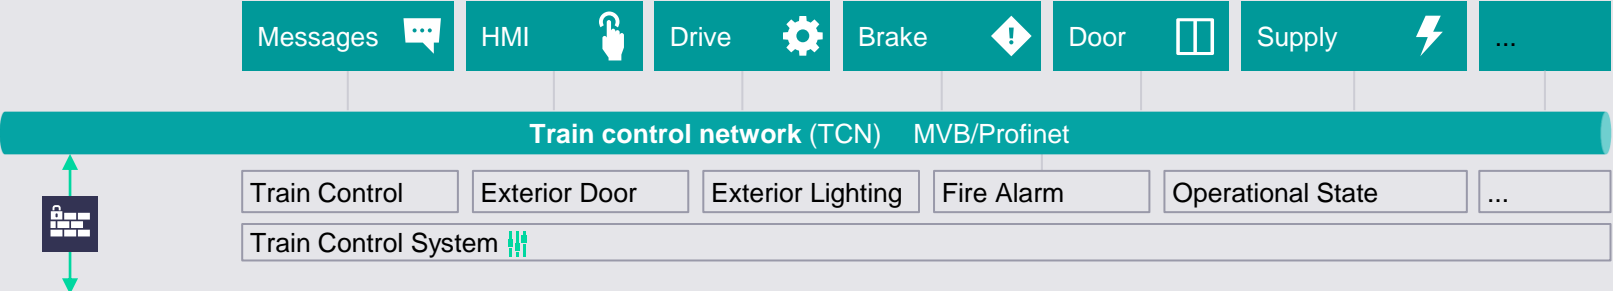 Messages HMI Drive Brake Door Supply ...
Train control network (TCN) MVB/Profinet
Train Control Exterior Door Exterior Lighting Fire Alarm Operational State ...
Train Control System